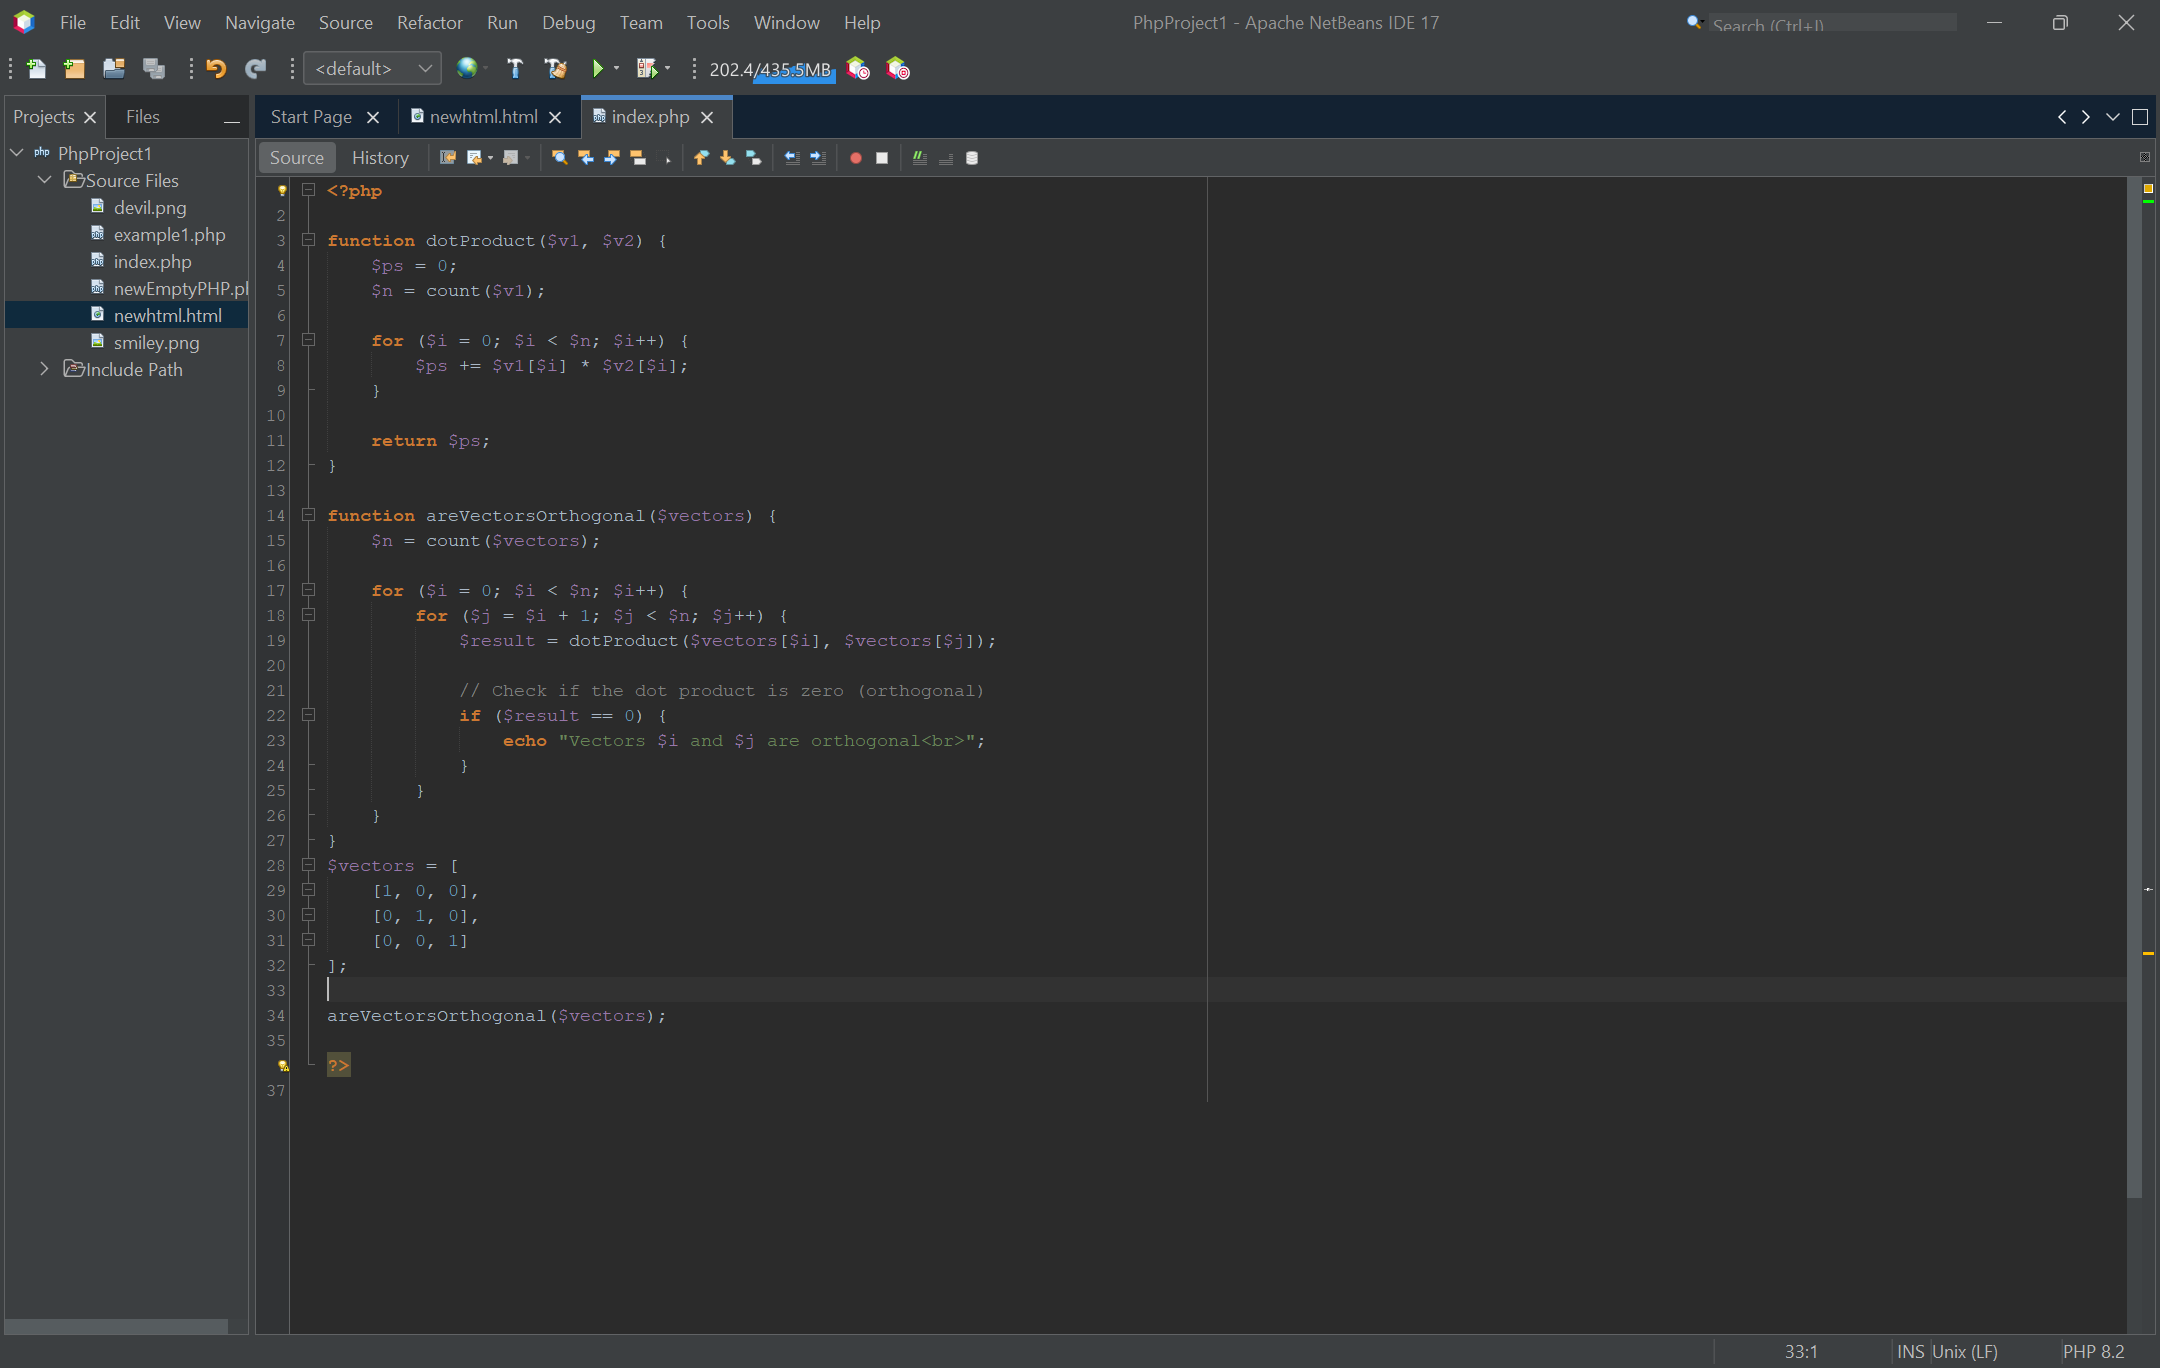 File Edit View Navigate Source Refactor Run Debug Team Tools Window Help
PhpProject1 - Apache NetBeans IDE 17
Search (Ctrl+I)
<default>
202.4/435.5MB
Projects Files
Start Page newhtml.html index.php
Source History
PhpProject1
Source Files
devil.png
example1.php
index.php
newEmptyPHP.pl
newhtml.html
smiley.png
Include Path
<?php
2
3 function dotProduct($v1, $v2) {
4     $ps = 0;
5     $n = count($v1);
6
7     for ($i = 0; $i < $n; $i++) {
8         $ps += $v1[$i] * $v2[$i];
9     }
10
11     return $ps;
12 }
13
14 function areVectorsOrthogonal($vectors) {
15     $n = count($vectors);
16
17     for ($i = 0; $i < $n; $i++) {
18         for ($j = $i + 1; $j < $n; $j++) {
19             $result = dotProduct($vectors[$i], $vectors[$j]);
20
21             // Check if the dot product is zero (orthogonal)
22             if ($result == 0) {
23                 echo "Vectors $i and $j are orthogonal<br>";
24             }
25         }
26     }
27 }
28 $vectors = [
29     [1, 0, 0],
30     [0, 1, 0],
31     [0, 0, 1]
32 ];
33
34 areVectorsOrthogonal($vectors);
35
?>
37
33:1 INS Unix (LF) PHP 8.2